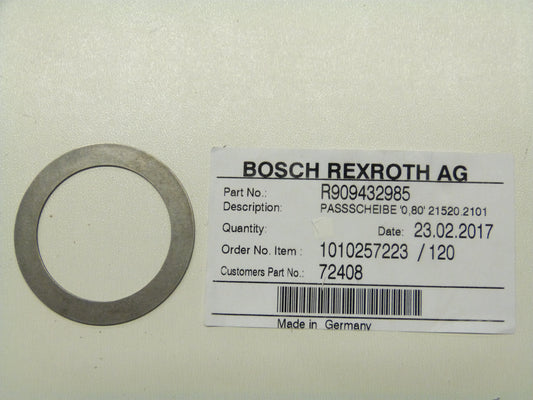 BOSCH REXROTH AG
Part No.: R909432985
Description: PASSSCHEIBE '0,80' 21520.2101
Quantity: Date: 23.02.2017
Order No. Item : 1010257223 / 120
Customers Part No.: 72408
Made in Germany